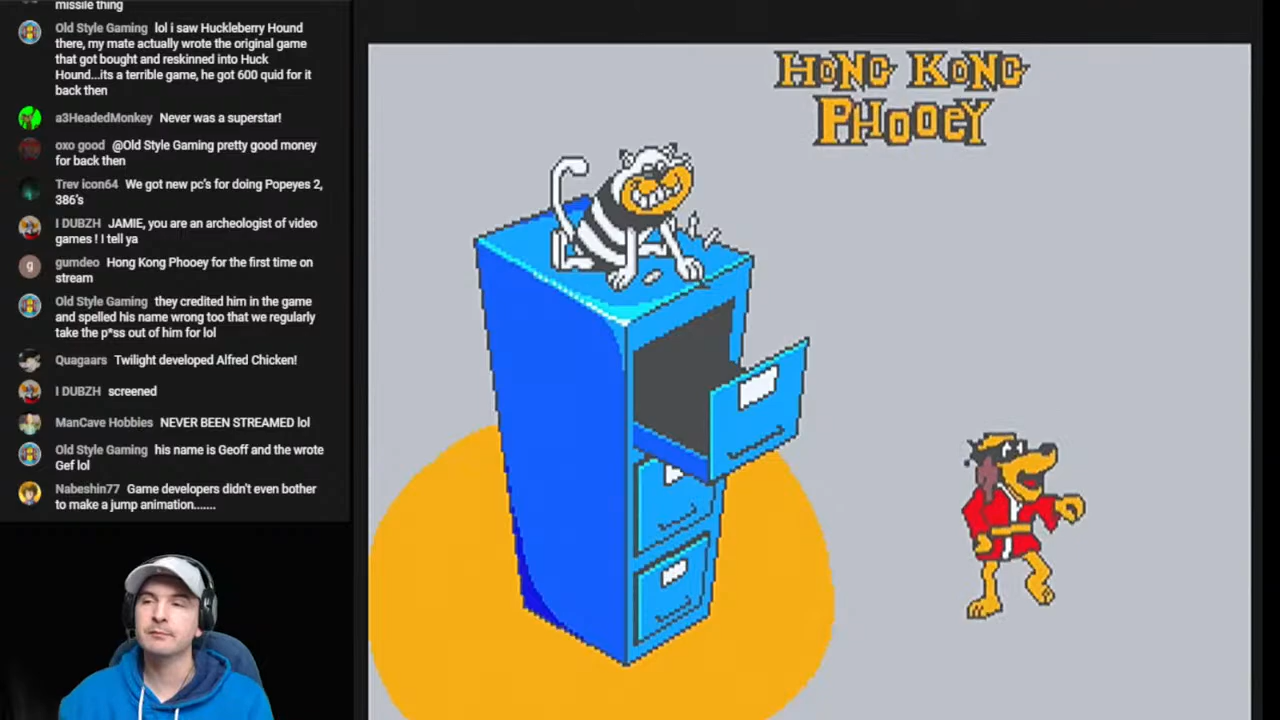 missile thing
Old Style Gaming lol i saw Huckleberry Hound
there, my mate actually wrote the original game
that got bought and reskinned into Huck
Hound...its a terrible game, he got 600 quid for it
back then
a3HeadedMonkey Never was a superstar!
oxo good @Old Style Gaming pretty good money
for back then
Trev icon64 We got new pc's for doing Popeyes 2,
386's
I DUBZH JAMIE, you are an archeologist of video
games ! I tell ya
g
gumdeo Hong Kong Phooey for the first time on
stream
Old Style Gaming they credited him in the game
and spelled his name wrong too that we regularly
take the p*ss out of him for lol
Quagaars Twilight developed Alfred Chicken!
I DUBZH screened
ManCave Hobbies NEVER BEEN STREAMED lol
Old Style Gaming his name is Geoff and the wrote
Gef lol
Nabeshin77 Game developers didn't even bother
to make a jump animation.......
HONG KONG
PHOOEY